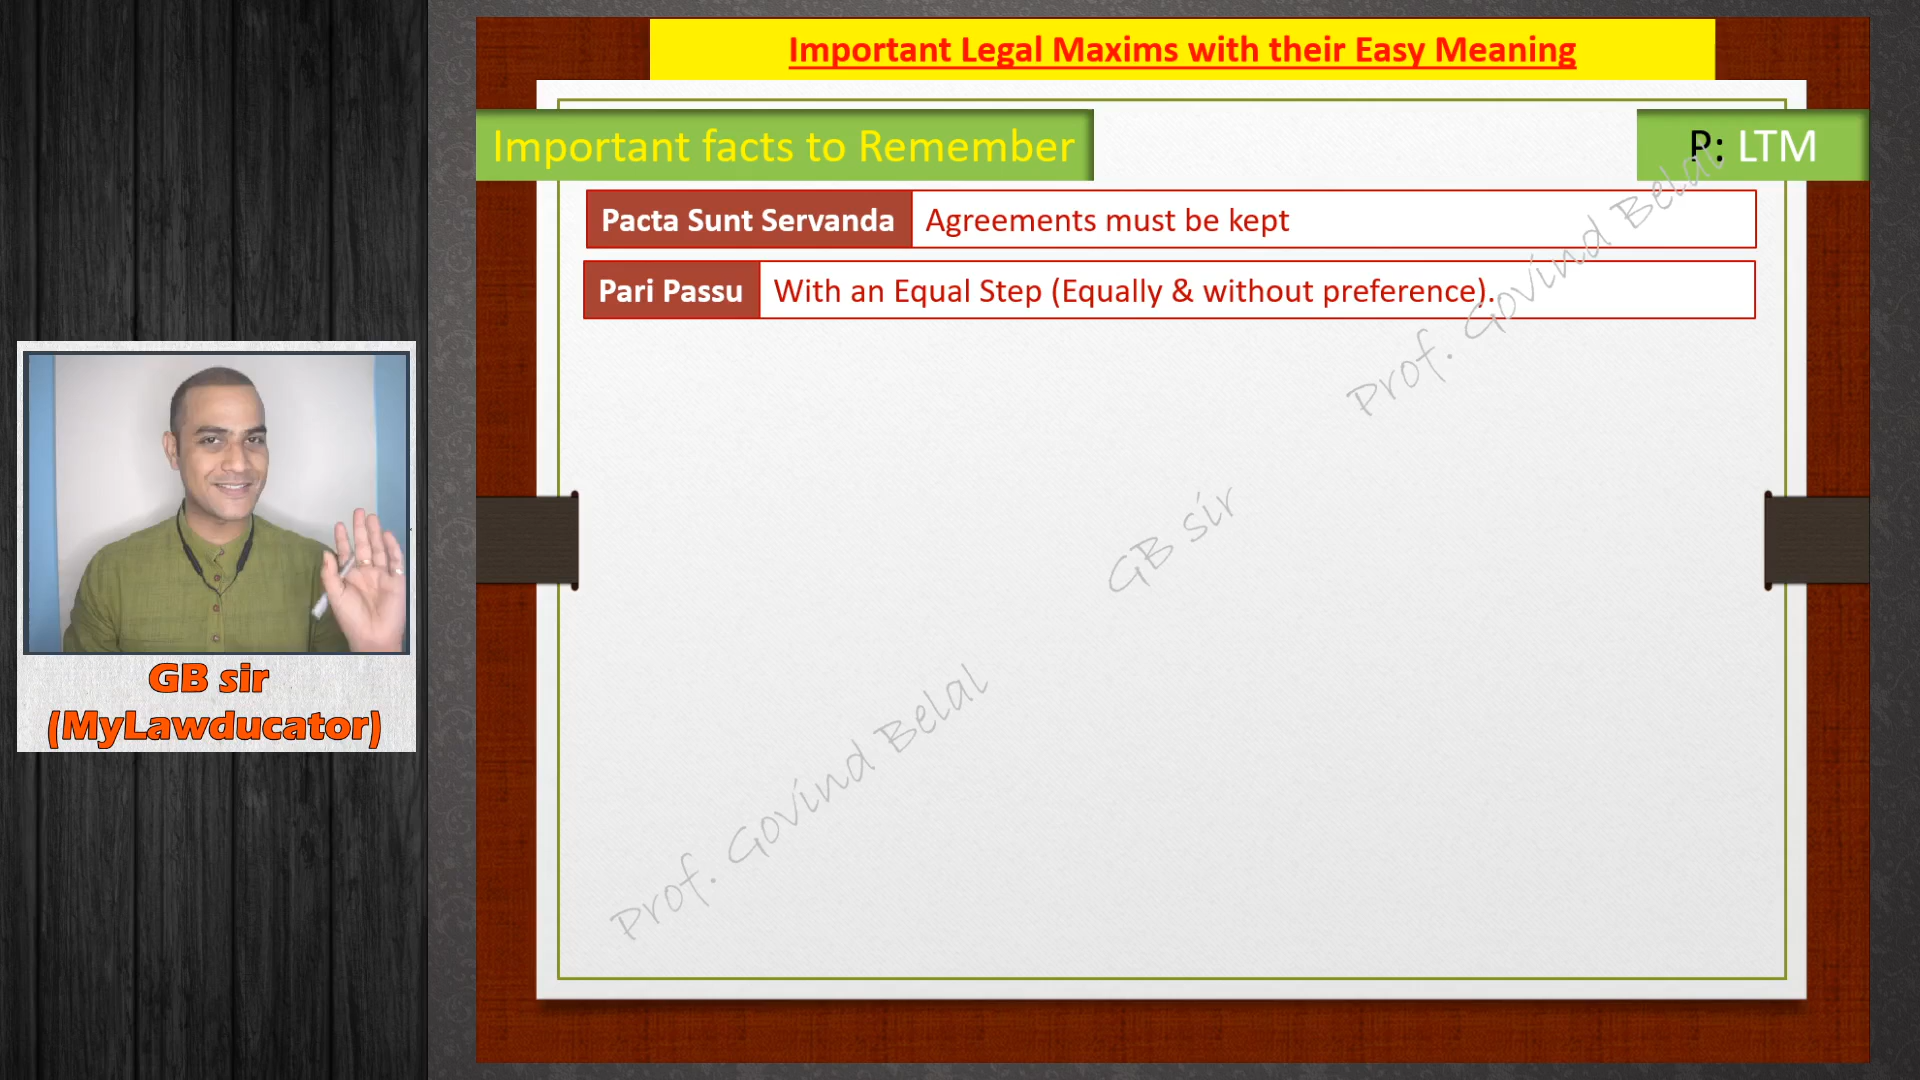 Important Legal Maxims with their Easy Meaning
Important facts to Remember
P: LTM
Pacta Sunt Servanda Agreements must be kept
Pari Passu With an Equal Step (Equally & without preference).
Prof. Govind Belal
GB sir
Prof. Govind Belal
GB sir
(MyLawducator)